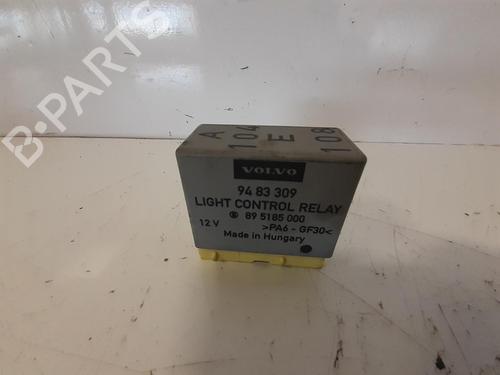 B-PARTS
A 104 E 108
VOLVO
94 83 309
LIGHT CONTROL RELAY
89 5185 000
12 V >PA6 - GF30<
Made in Hungary